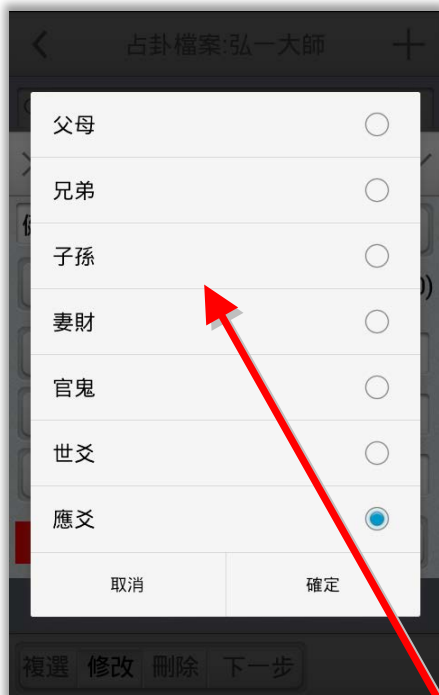 占卦檔案:弘一大師
父母
兄弟
子孫
妻財
官鬼
世爻
應爻
取消 確定
複選 修改 刪除 下一步